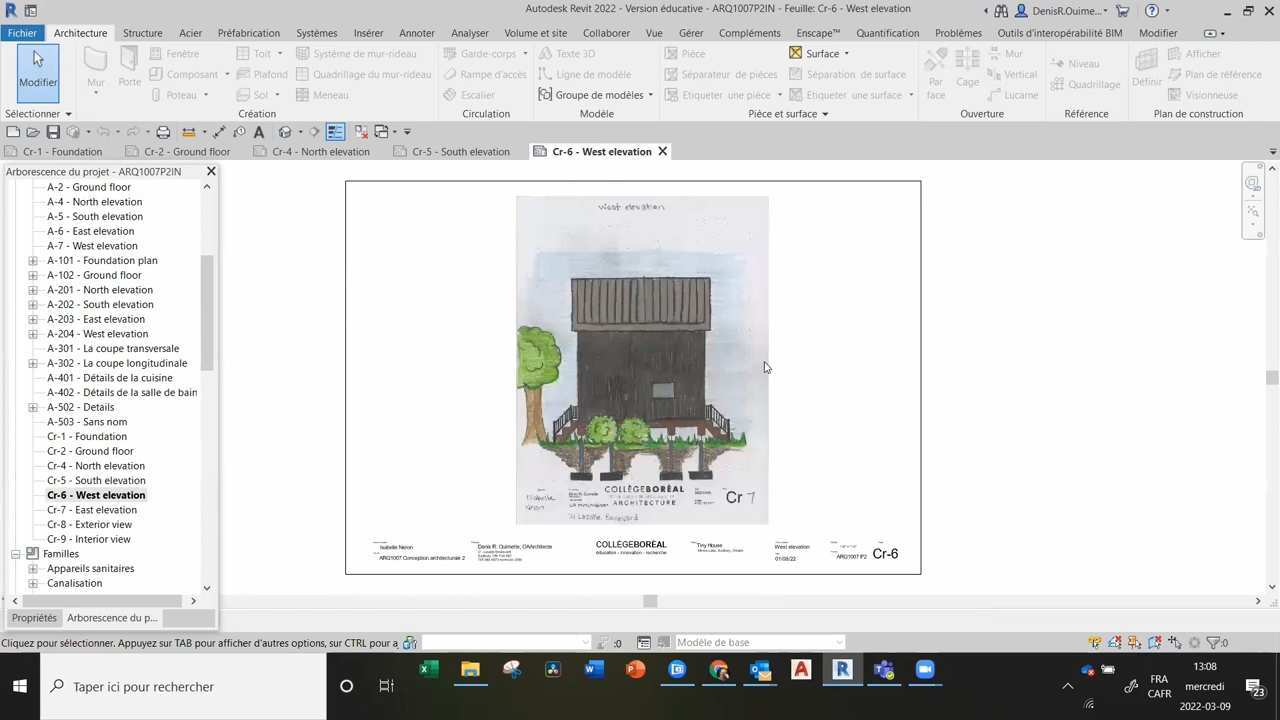 Autodesk Revit 2022 - Version éducative - ARQ1007P2IN - Feuille: Cr-6 - West elevation
DenisR.Ouime...
Fichier Architecture Structure Acier Préfabrication Systèmes Insérer Annoter Analyser Volume et site Collaborer Vue Gérer Compléments Enscape™ Quantification Problèmes Outils d'interopérabilité BIM Modifier
Fenêtre Toit Système de mur-rideau Garde-corps Texte 3D Pièce Surface Mur Afficher
Niveau
Modifier Mur Porte Composant Plafond Quadrillage du mur-rideau Rampe d'accès Ligne de modèle Séparateur de pièces Séparation de surface Par face Cage Vertical Quadrillage Définir Plan de référence
Poteau Sol Meneau Escalier Groupe de modèles Etiqueter une pièce Etiqueter une surface Lucarne Visionneuse
Sélectionner Création Circulation Modèle Pièce et surface Ouverture Référence Plan de construction
Cr-1 - Foundation Cr-2 - Ground floor Cr-4 - North elevation Cr-5 - South elevation Cr-6 - West elevation
Arborescence du projet - ARQ1007P2IN
A-2 - Ground floor
A-4 - North elevation
A-5 - South elevation
A-6 - East elevation
A-7 - West elevation
A-101 - Foundation plan
A-102 - Ground floor
A-201 - North elevation
A-202 - South elevation
A-203 - East elevation
A-204 - West elevation
A-301 - La coupe transversale
A-302 - La coupe longitudinale
A-401 - Détails de la cuisine
A-402 - Détails de la salle de bain
A-502 - Details
A-503 - Sans nom
Cr-1 - Foundation
Cr-2 - Ground floor
Cr-4 - North elevation
Cr-5 - South elevation
Cr-6 - West elevation
Cr-7 - East elevation
Cr-8 - Exterior view
Cr-9 - Interior view
Familles
Appareils sanitaires
Canalisation
Propriétés Arborescence du p...
West elevation
COLLÈGEBORÉAL
ARCHITECTURE
Cr 7
Isabelle Neron
ARQ1007 Conception architecturale 2
Denis R. Ouimette, OAArchitecte
COLLÈGEBORÉAL
éducation - innovation - recherche
Tiny House
West elevation
01/08/22
ARQ1007 P2
Cr-6
Cliquez pour sélectionner. Appuyez sur TAB pour afficher d'autres options, sur CTRL pour a
:0
Modèle de base
:0
Taper ici pour rechercher
FRA
CAFR
13:08
mercredi
2022-03-09
23